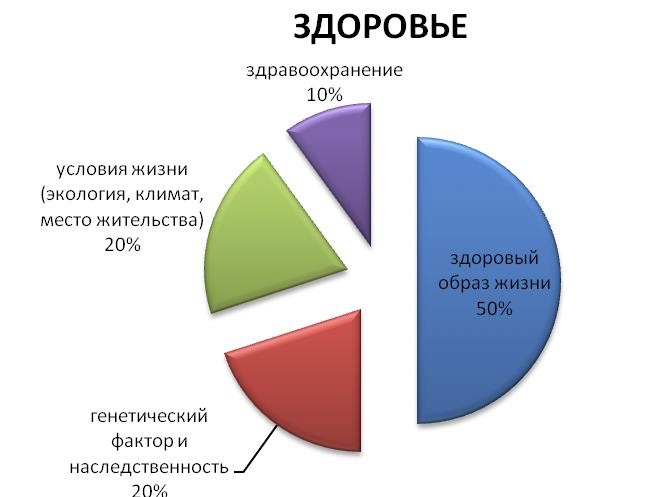 ЗДОРОВЬЕ
здравоохранение
10%
условия жизни
(экология, климат,
место жительства)
20%
здоровый
образ жизни
50%
генетический
фактор и
наследственность
20%